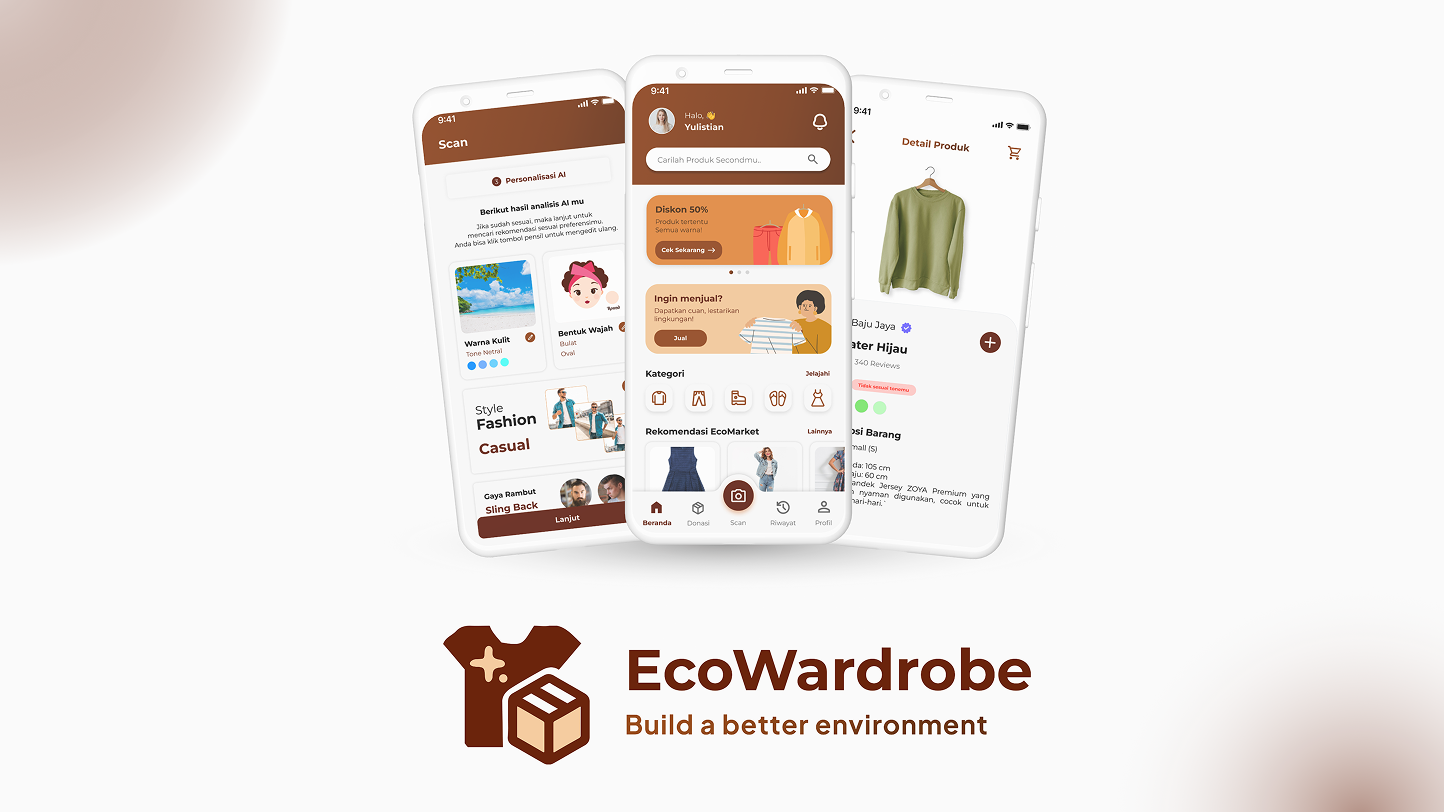 9:41
Scan
3 Personalisasi AI
Berikut hasil analisis AI mu
Jika sudah sesuai, maka lanjut untuk
mencari rekomendasi sesuai preferensimu.
Anda bisa klik tombol pensil untuk mengedit ulang.
Warna Kulit
Tone Netral
Bentuk Wajah
Bulat
Oval
Style
Fashion
Casual
Gaya Rambut
Sling Back
Lanjut
9:41
Halo, 👋
Yulistian
Carilah Produk Secondmu..
Diskon 50%
Produk tertentu
Semua warna!
Cek Sekarang →
Ingin menjual?
Dapatkan cuan, lestarikan
lingkungan!
Jual
Kategori
Jelajahi
Rekomendasi EcoMarket
Lainnya
Beranda
Donasi
Scan
Riwayat
Profil
9:41
Detail Produk
Baju Jaya
ater Hijau
340 Reviews
Tidak sesuai tonemu
si Barang
mall (S)
da: 105 cm
aju: 60 cm
andek Jersey ZOYA Premium yang
nyaman digunakan, cocok untuk
hari-hari.
EcoWardrobe
Build a better environment